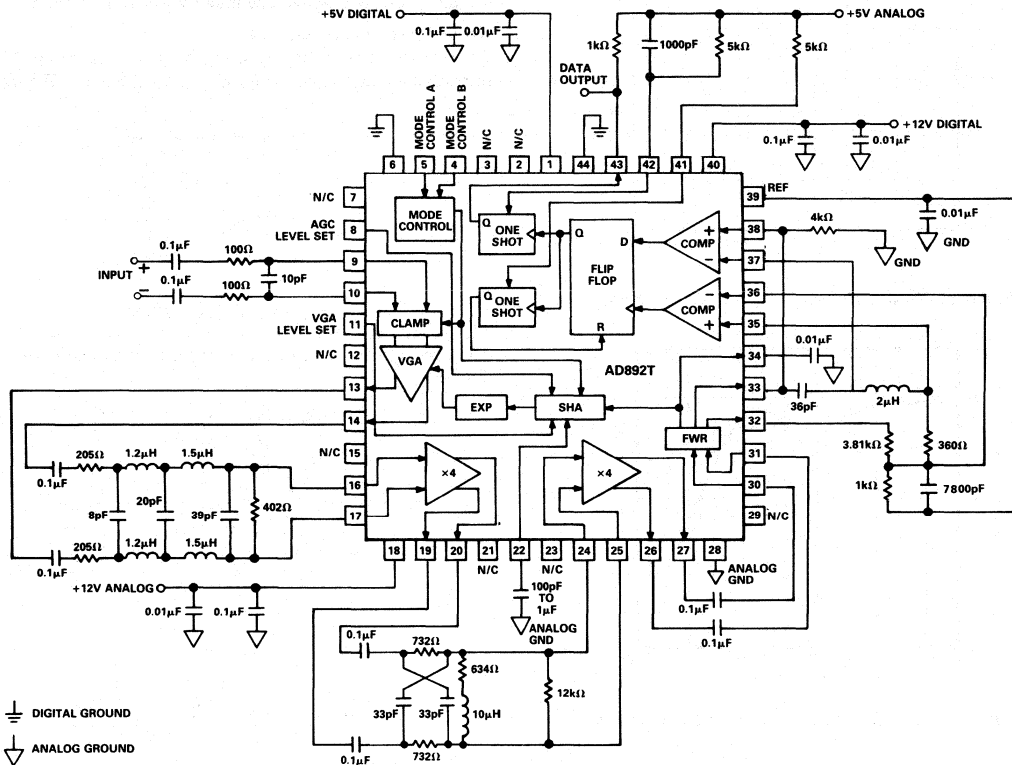 +5V DIGITAL
0.1μF
0.01μF
1kΩ
1000pF
5kΩ
5kΩ
+5V ANALOG
DATA
OUTPUT
+12V DIGITAL
0.1μF
0.01μF
MODE
CONTROL A
MODE
CONTROL B
N/C
N/C
6
5
4
3
2
1
44
43
42
41
40
N/C
7
AGC
LEVEL SET
8
0.1μF
100Ω
INPUT
+
9
10pF
–
0.1μF
100Ω
10
VGA
LEVEL SET
11
N/C
12
13
14
N/C
15
16
17
MODE
CONTROL
Q
ONE
SHOT
Q
ONE
SHOT
Q
D
FLIP
FLOP
R
+
COMP
–
–
COMP
+
CLAMP
VGA
EXP
SHA
AD892T
FWR
×4
×4
39
REF
0.01μF
GND
38
4kΩ
GND
37
36
35
34
0.01μF
33
36pF
2μH
32
3.81kΩ
360Ω
31
1kΩ
7800pF
30
29
N/C
0.1μF
205Ω
1.2μH
1.5μH
8pF
20pF
39pF
402Ω
205Ω
1.2μH
1.5μH
0.1μF
18
19
20
21
22
23
24
25
26
27
28
N/C
N/C
ANALOG
GND
+12V ANALOG
0.01μF
0.1μF
100pF
TO
1μF
ANALOG
GND
0.1μF
0.1μF
0.1μF
732Ω
634Ω
33pF
33pF
10μH
12kΩ
0.1μF
732Ω
DIGITAL GROUND
ANALOG GROUND